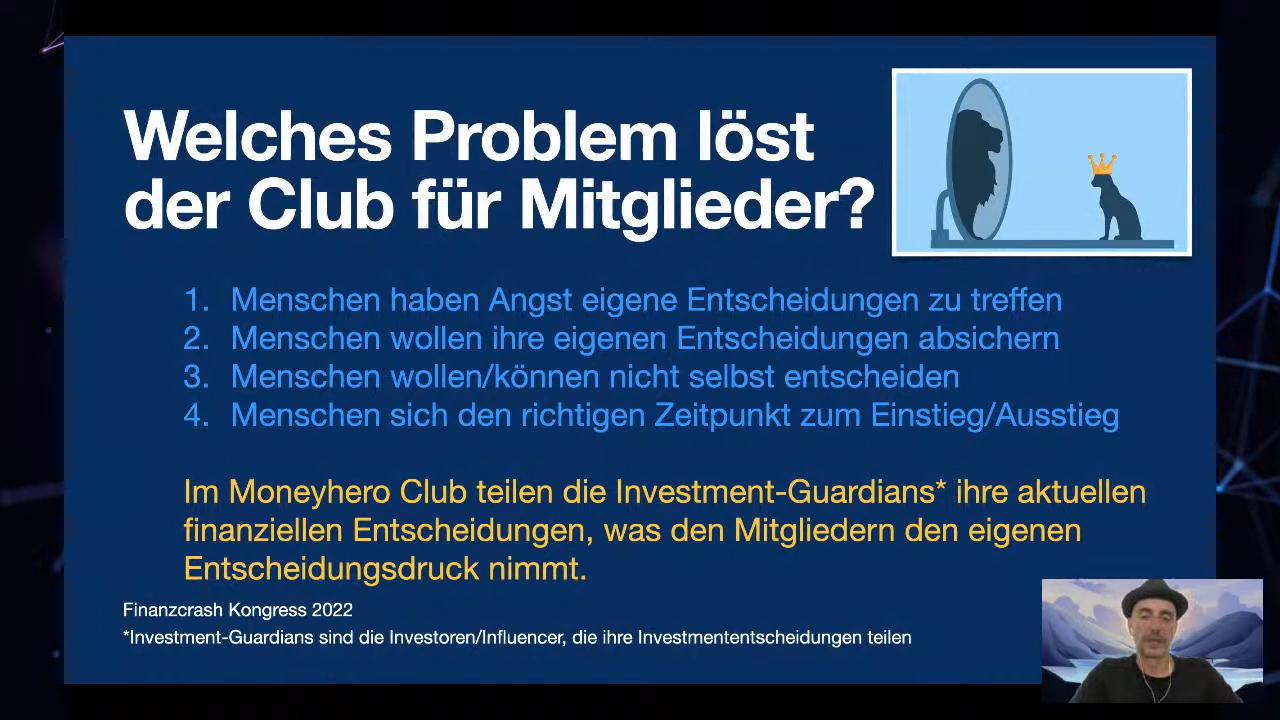 Welches Problem löst
der Club für Mitglieder?
1. Menschen haben Angst eigene Entscheidungen zu treffen
2. Menschen wollen ihre eigenen Entscheidungen absichern
3. Menschen wollen/können nicht selbst entscheiden
4. Menschen sich den richtigen Zeitpunkt zum Einstieg/Ausstieg
Im Moneyhero Club teilen die Investment-Guardians* ihre aktuellen
finanziellen Entscheidungen, was den Mitgliedern den eigenen
Entscheidungsdruck nimmt.
Finanzcrash Kongress 2022
*Investment-Guardians sind die Investoren/Influencer, die ihre Investmententscheidungen teilen